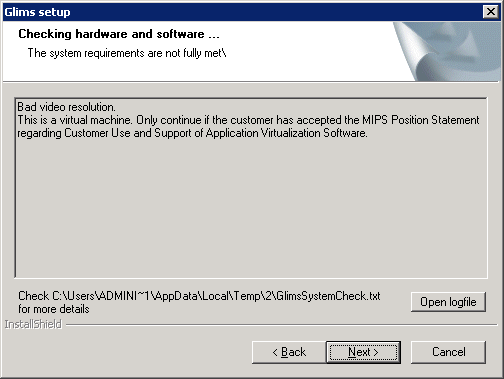 Glims setup
Checking hardware and software ...
The system requirements are not fully met\
Bad video resolution.
This is a virtual machine. Only continue if the customer has accepted the MIPS Position Statement
regarding Customer Use and Support of Application Virtualization Software.
Check C:\Users\ADMINI~1\AppData\Local\Temp\2\GlimsSystemCheck.txt
for more details
Open logfile
InstallShield
< Back
Next >
Cancel